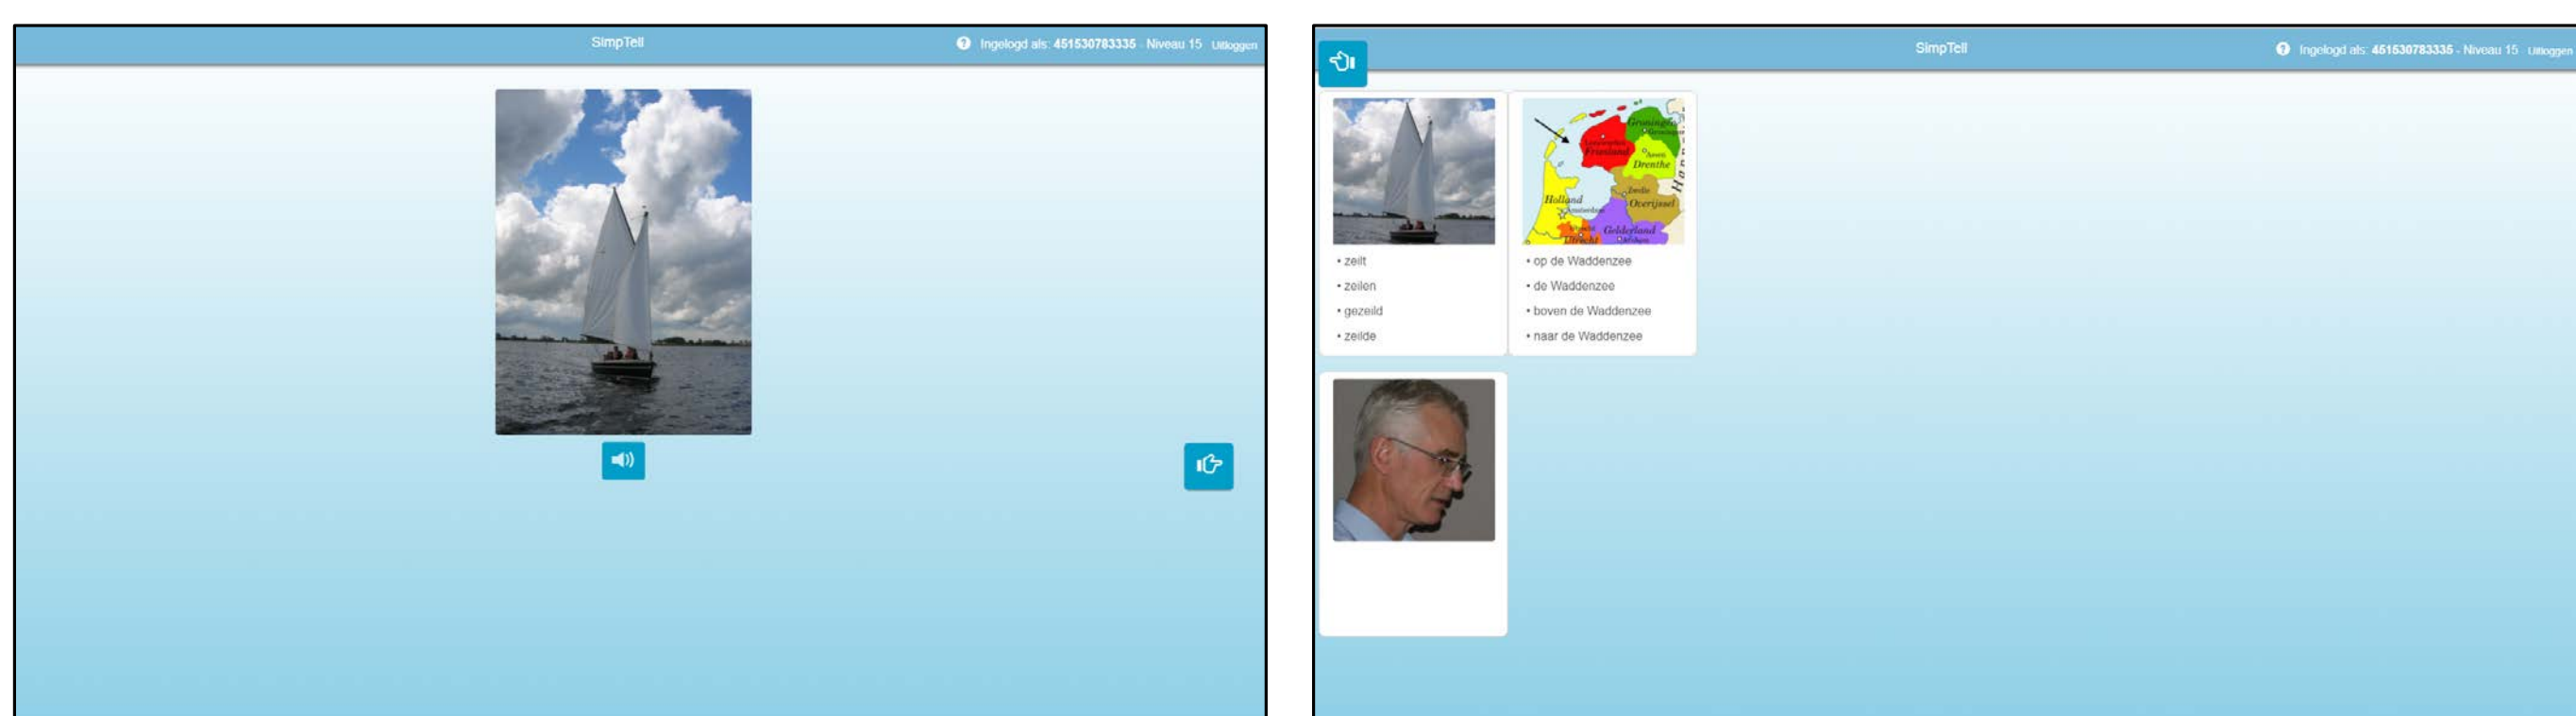 SimpTell
Ingelogd als: 451530783335 - Niveau 15 Uitloggen
SimpTell
Ingelogd als: 451530783335 - Niveau 15 Uitloggen
• zeilt
• zeilen
• gezeild
• zeilde
Groningen
Friesland
Drenthe
Holland
Overijssel
Gelderland
Utrecht
• op de Waddenzee
• de Waddenzee
• boven de Waddenzee
• naar de Waddenzee